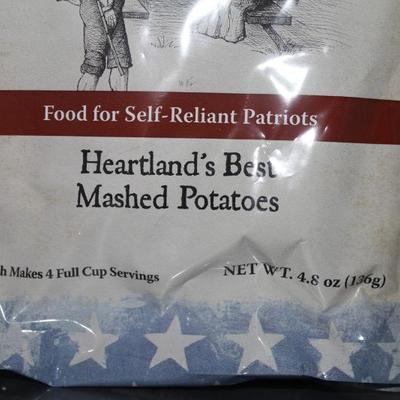 Food for Self-Reliant Patriots
Heartland's Best
Mashed Potatoes
Makes 4 Full Cup Servings
NET WT. 4.8 oz (136g)